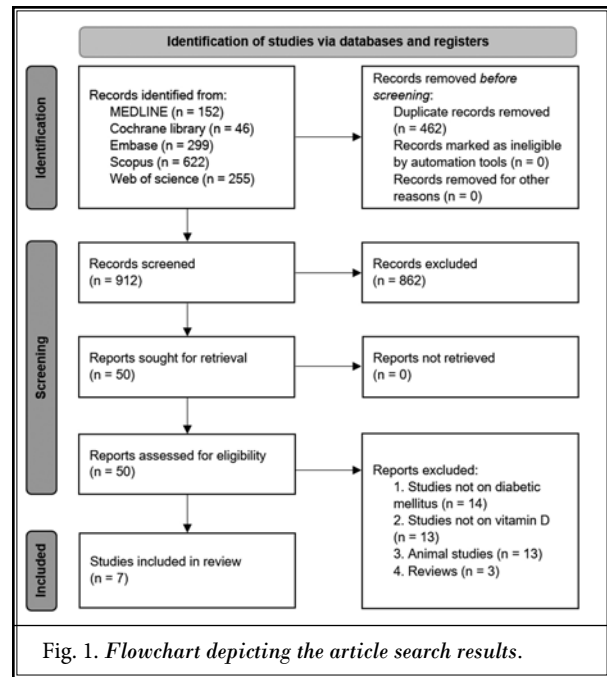 Identification of studies via databases and registers
Identification
Records identified from:
MEDLINE (n = 152)
Cochrane library (n = 46)
Embase (n = 299)
Scopus (n = 622)
Web of science (n = 255)
Records removed before
screening:
Duplicate records removed
(n = 462)
Records marked as ineligible
by automation tools (n = 0)
Records removed for other
reasons (n = 0)
Screening
Records screened
(n = 912)
Records excluded
(n = 862)
Reports sought for retrieval
(n = 50)
Reports not retrieved
(n = 0)
Reports assessed for eligibility
(n = 50)
Reports excluded:
1. Studies not on diabetic
mellitus (n = 14)
2. Studies not on vitamin D
(n = 13)
3. Animal studies (n = 13)
4. Reviews (n = 3)
Included
Studies included in review
(n = 7)
Fig. 1. Flowchart depicting the article search results.